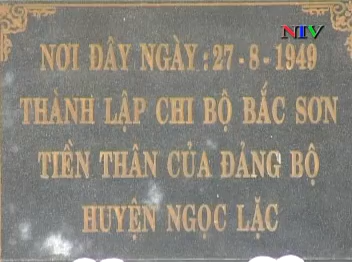 NTV
NƠI ĐÂY NGÀY: 27-8-1949
THÀNH LẬP CHI BỘ BẮC SƠN
TIỀN THÂN CỦA ĐẢNG BỘ
HUYỆN NGỌC LẶC